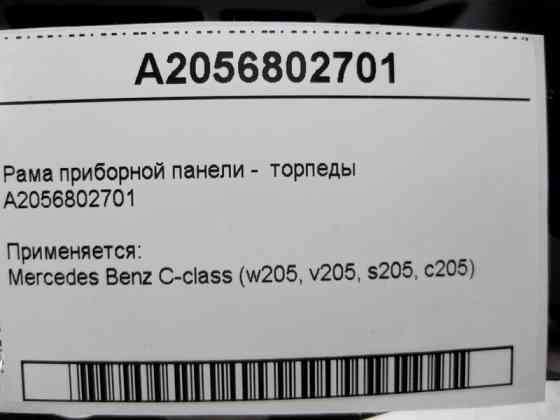 A2056802701
Рама приборной панели - торпеды
A2056802701
Применяется:
Mercedes Benz C-class (w205, v205, s205, c205)